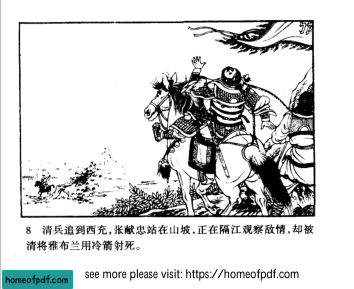 8 清兵追到西充,张献忠站在山坡,正在隔江观察敌情,却被
清将雅布兰用冷箭射死。
homeofpdf.com
see more please visit: https://homeofpdf.com